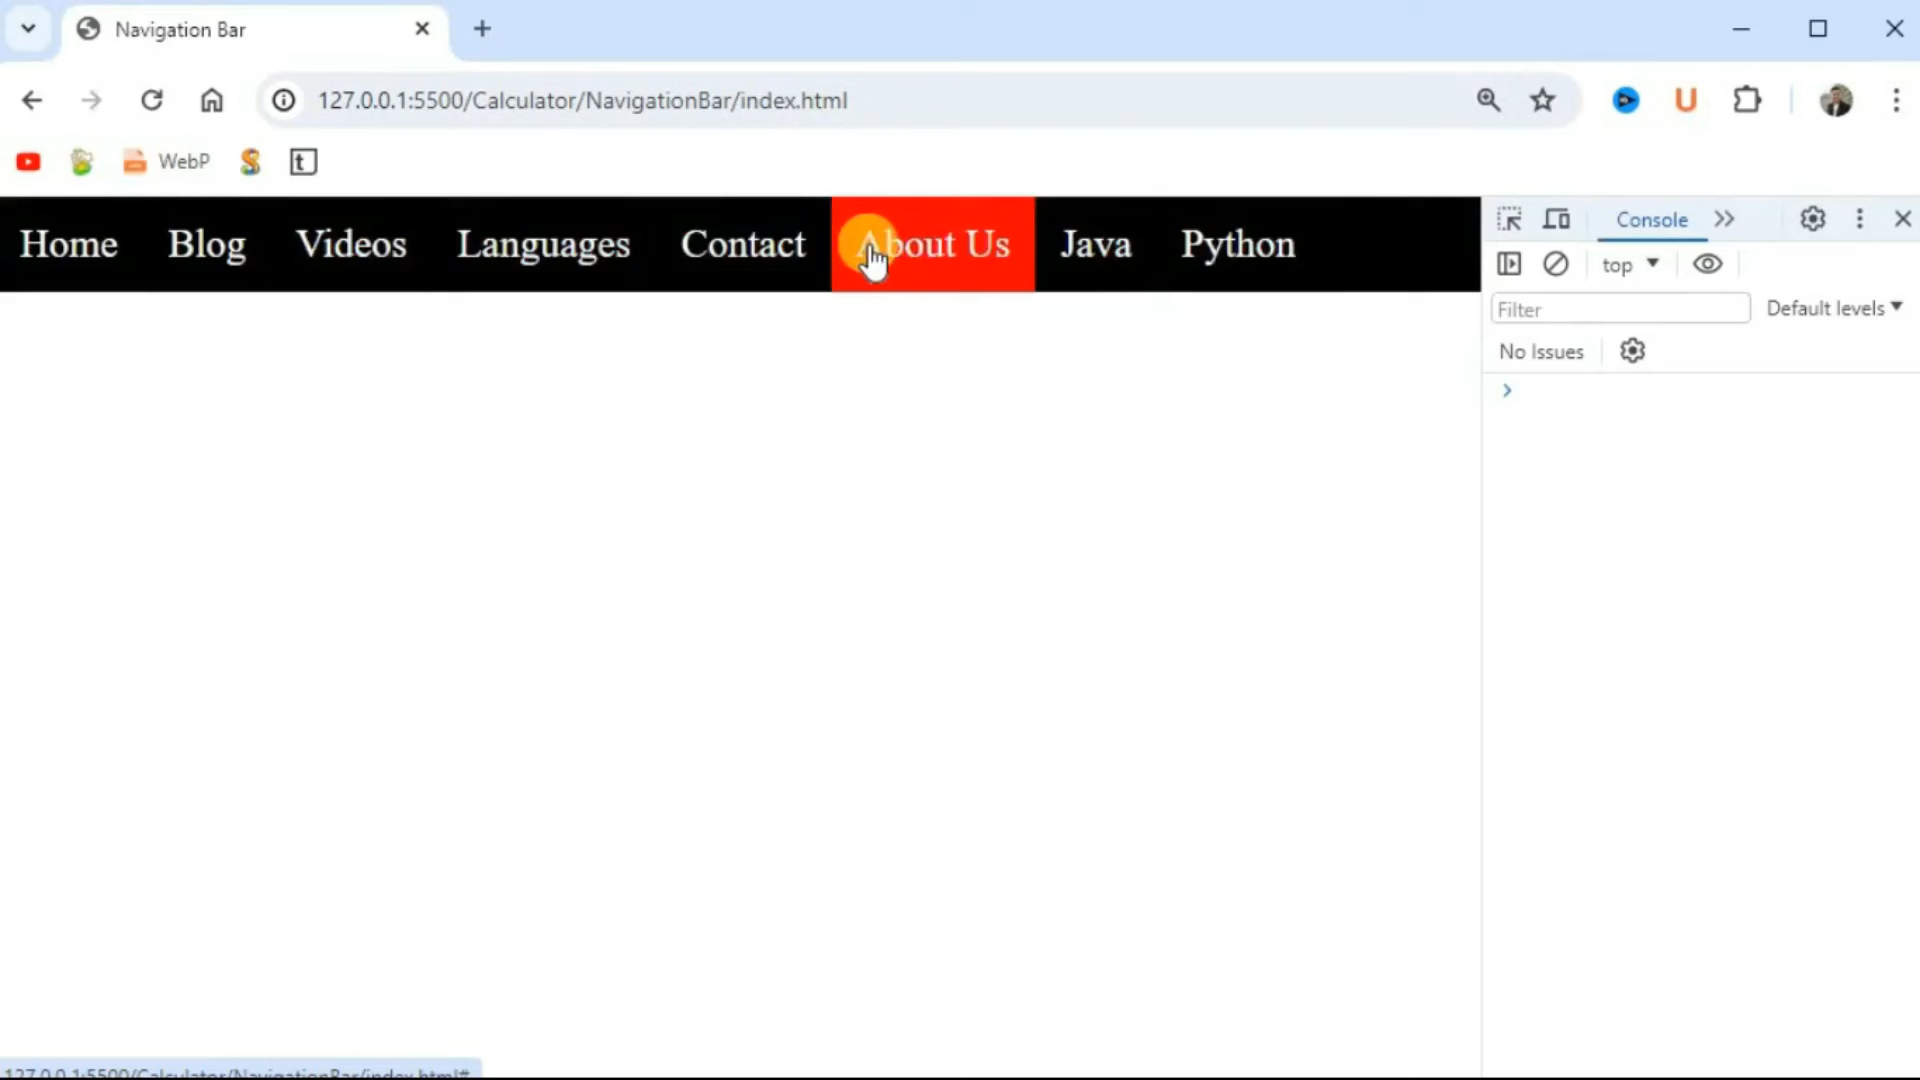 Navigation Bar
127.0.0.1:5500/Calculator/NavigationBar/index.html
WebP
Home Blog Videos Languages Contact About Us Java Python
Console
top
Filter
Default levels
No Issues
127.0.0.1:5500/Calculator/NavigationBar/index.html#